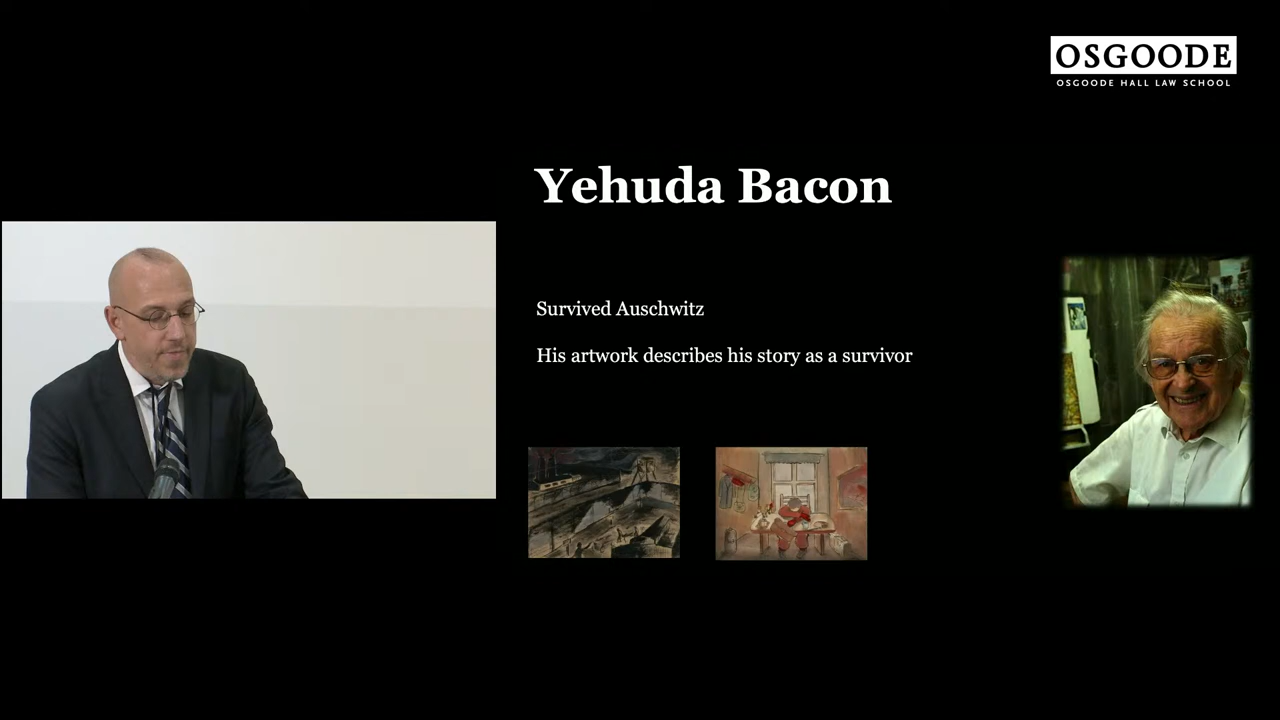 OSGOODE
OSGOODE HALL LAW SCHOOL
Yehuda Bacon
Survived Auschwitz
His artwork describes his story as a survivor